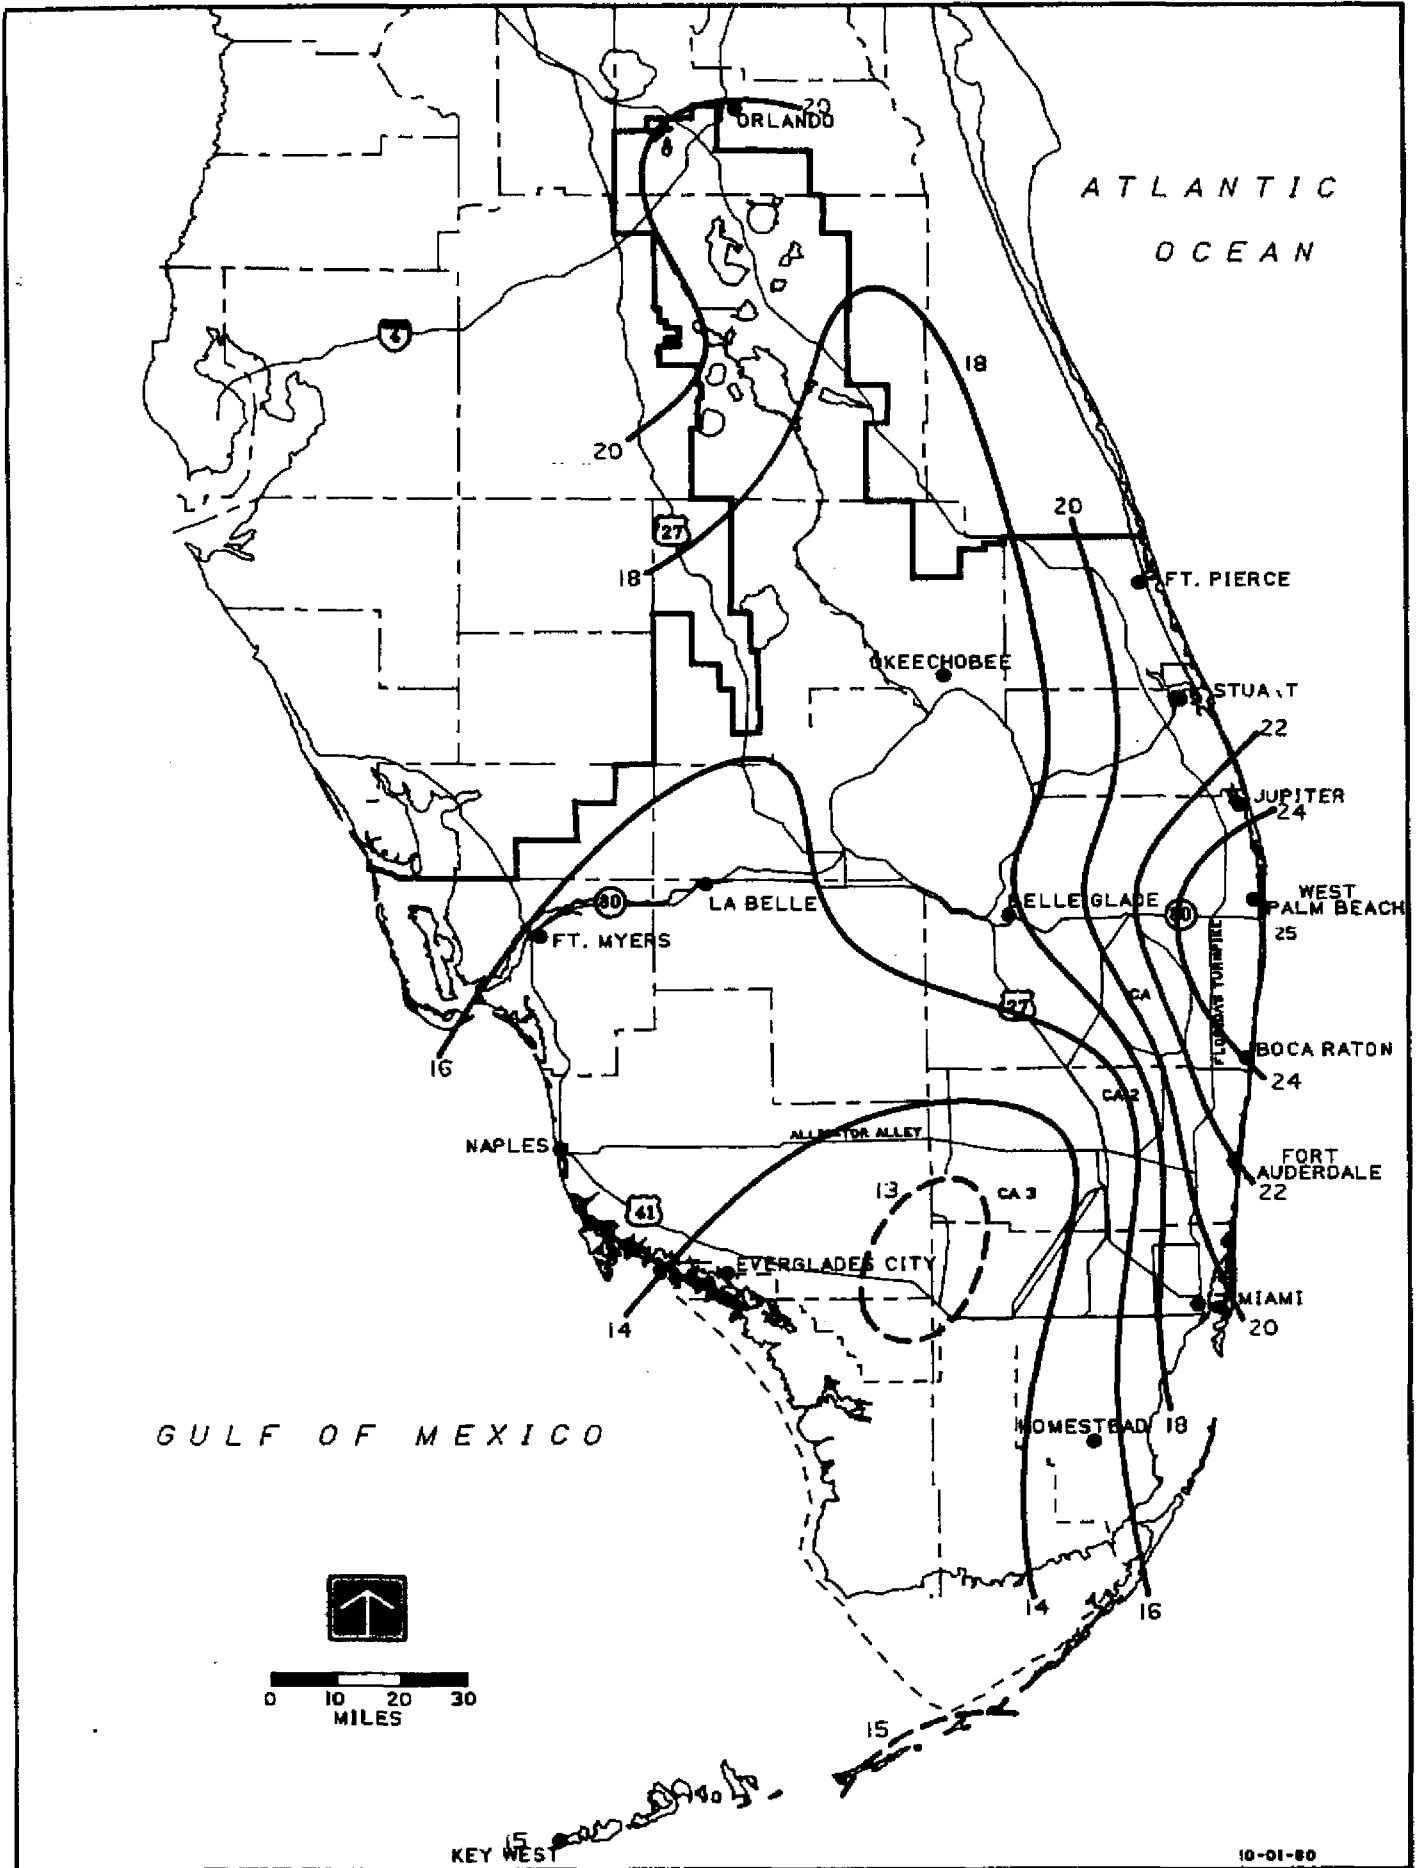 20
ORLANDO
ATLANTIC
OCEAN
4
18
20
20
27
18
FT. PIERCE
OKEECHOBEE
STUA T
22
JUPITER
24
80
LA BELLE
BELLE GLADE
80
WEST
PALM BEACH
25
FT. MYERS
FLORIDA'S TURNPIKE
CA
27
16
BOCA RATON
24
CA 2
NAPLES
ALLIGATOR ALLEY
FORT
AUDERDALE
22
13
CA 3
41
EVERGLADES CITY
14
MIAMI
20
GULF OF MEXICO
HOMESTEAD
18
14
16
0 10 20 30
MILES
15
15
KEY WEST
10-01-80